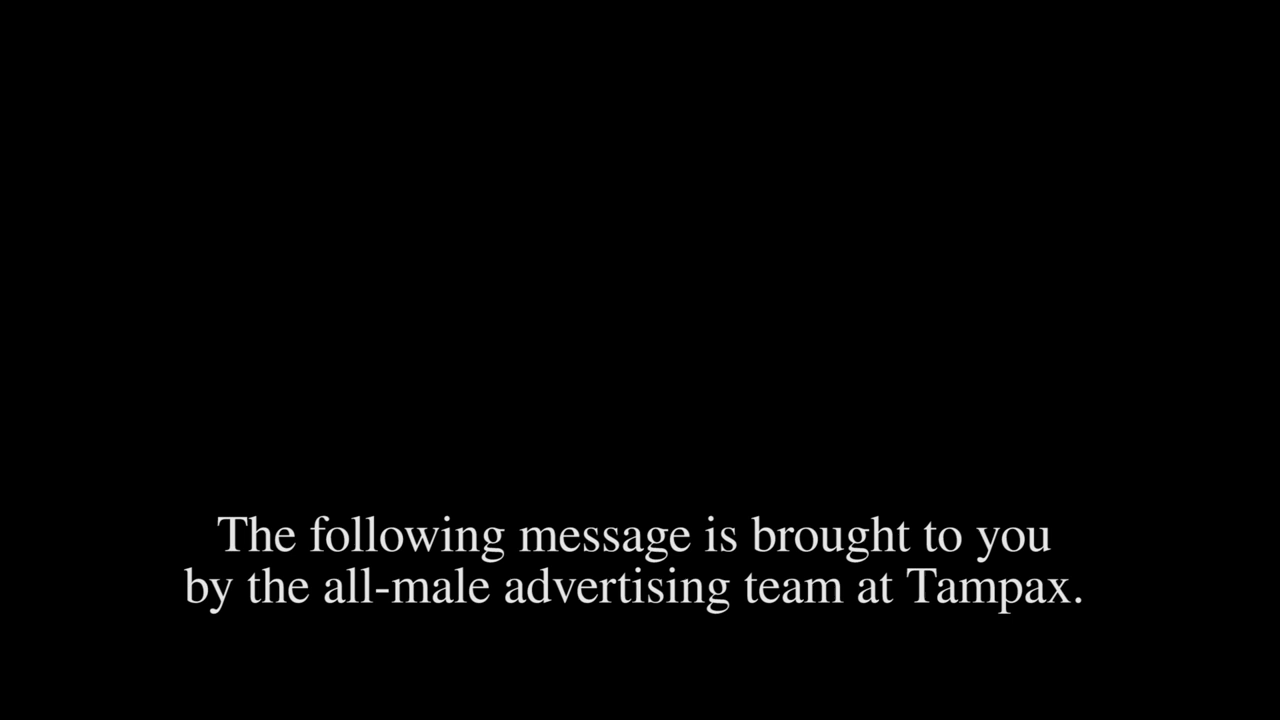 The following message is brought to you
by the all-male advertising team at Tampax.